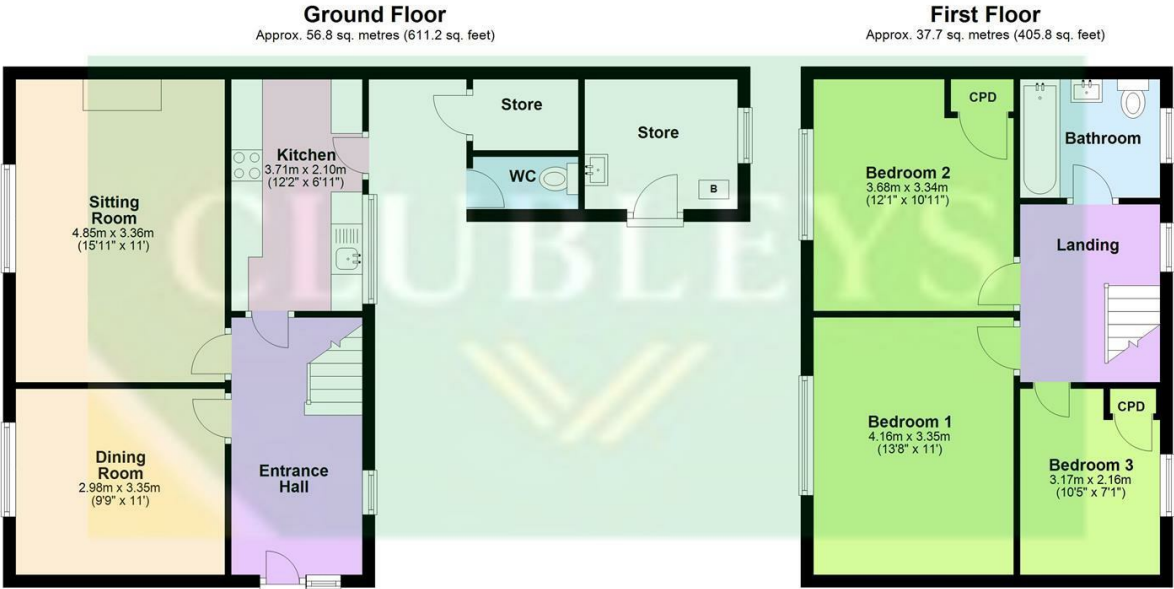 Ground Floor
Approx. 56.8 sq. metres (611.2 sq. feet)
First Floor
Approx. 37.7 sq. metres (405.8 sq. feet)
Sitting
Room
4.85m x 3.36m
(15'11" x 11')
Kitchen
3.71m x 2.10m
(12'2" x 6'11")
Store
WC
Store
B
Dining
Room
2.98m x 3.35m
(9'9" x 11')
Entrance
Hall
CPD
Bedroom 2
3.68m x 3.34m
(12'1" x 10'11")
Bathroom
Landing
Bedroom 1
4.16m x 3.35m
(13'8" x 11')
CPD
Bedroom 3
3.17m x 2.16m
(10'5" x 7'1")
CLUBLEYS